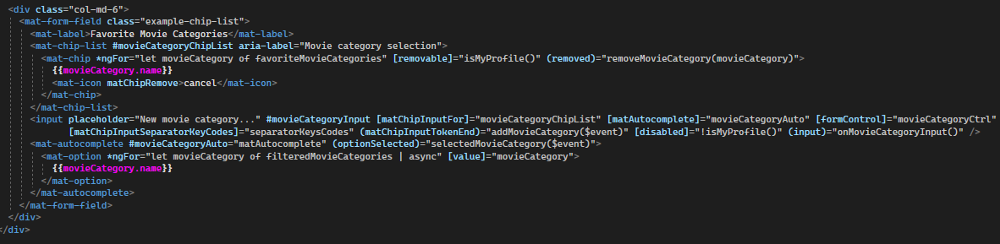 <div class="col-md-6">
<mat-form-field class="example-chip-list">
<mat-label>Favorite Movie Categories</mat-label>
<mat-chip-list #movieCategoryChipList aria-label="Movie category selection">
<mat-chip *ngFor="let movieCategory of favoriteMovieCategories" [removable]="isMyProfile()" (removed)="removeMovieCategory(movieCategory)">
{{movieCategory.name}}
<mat-icon matChipRemove>cancel</mat-icon>
</mat-chip>
</mat-chip-list>
<input placeholder="New movie category..." #movieCategoryInput [matChipInputFor]="movieCategoryChipList" [matAutocomplete]="movieCategoryAuto" [formControl]="movieCategoryCtrl"
[matChipInputSeparatorKeyCodes]="separatorKeysCodes" (matChipInputTokenEnd)="addMovieCategory($event)" [disabled]="!isMyProfile()" (input)="onMovieCategoryInput()" />
<mat-autocomplete #movieCategoryAuto="matAutocomplete" (optionSelected)="selectedMovieCategory($event)">
<mat-option *ngFor="let movieCategory of filteredMovieCategories | async" [value]="movieCategory">
{{movieCategory.name}}
</mat-option>
</mat-autocomplete>
</mat-form-field>
</div>
</div>